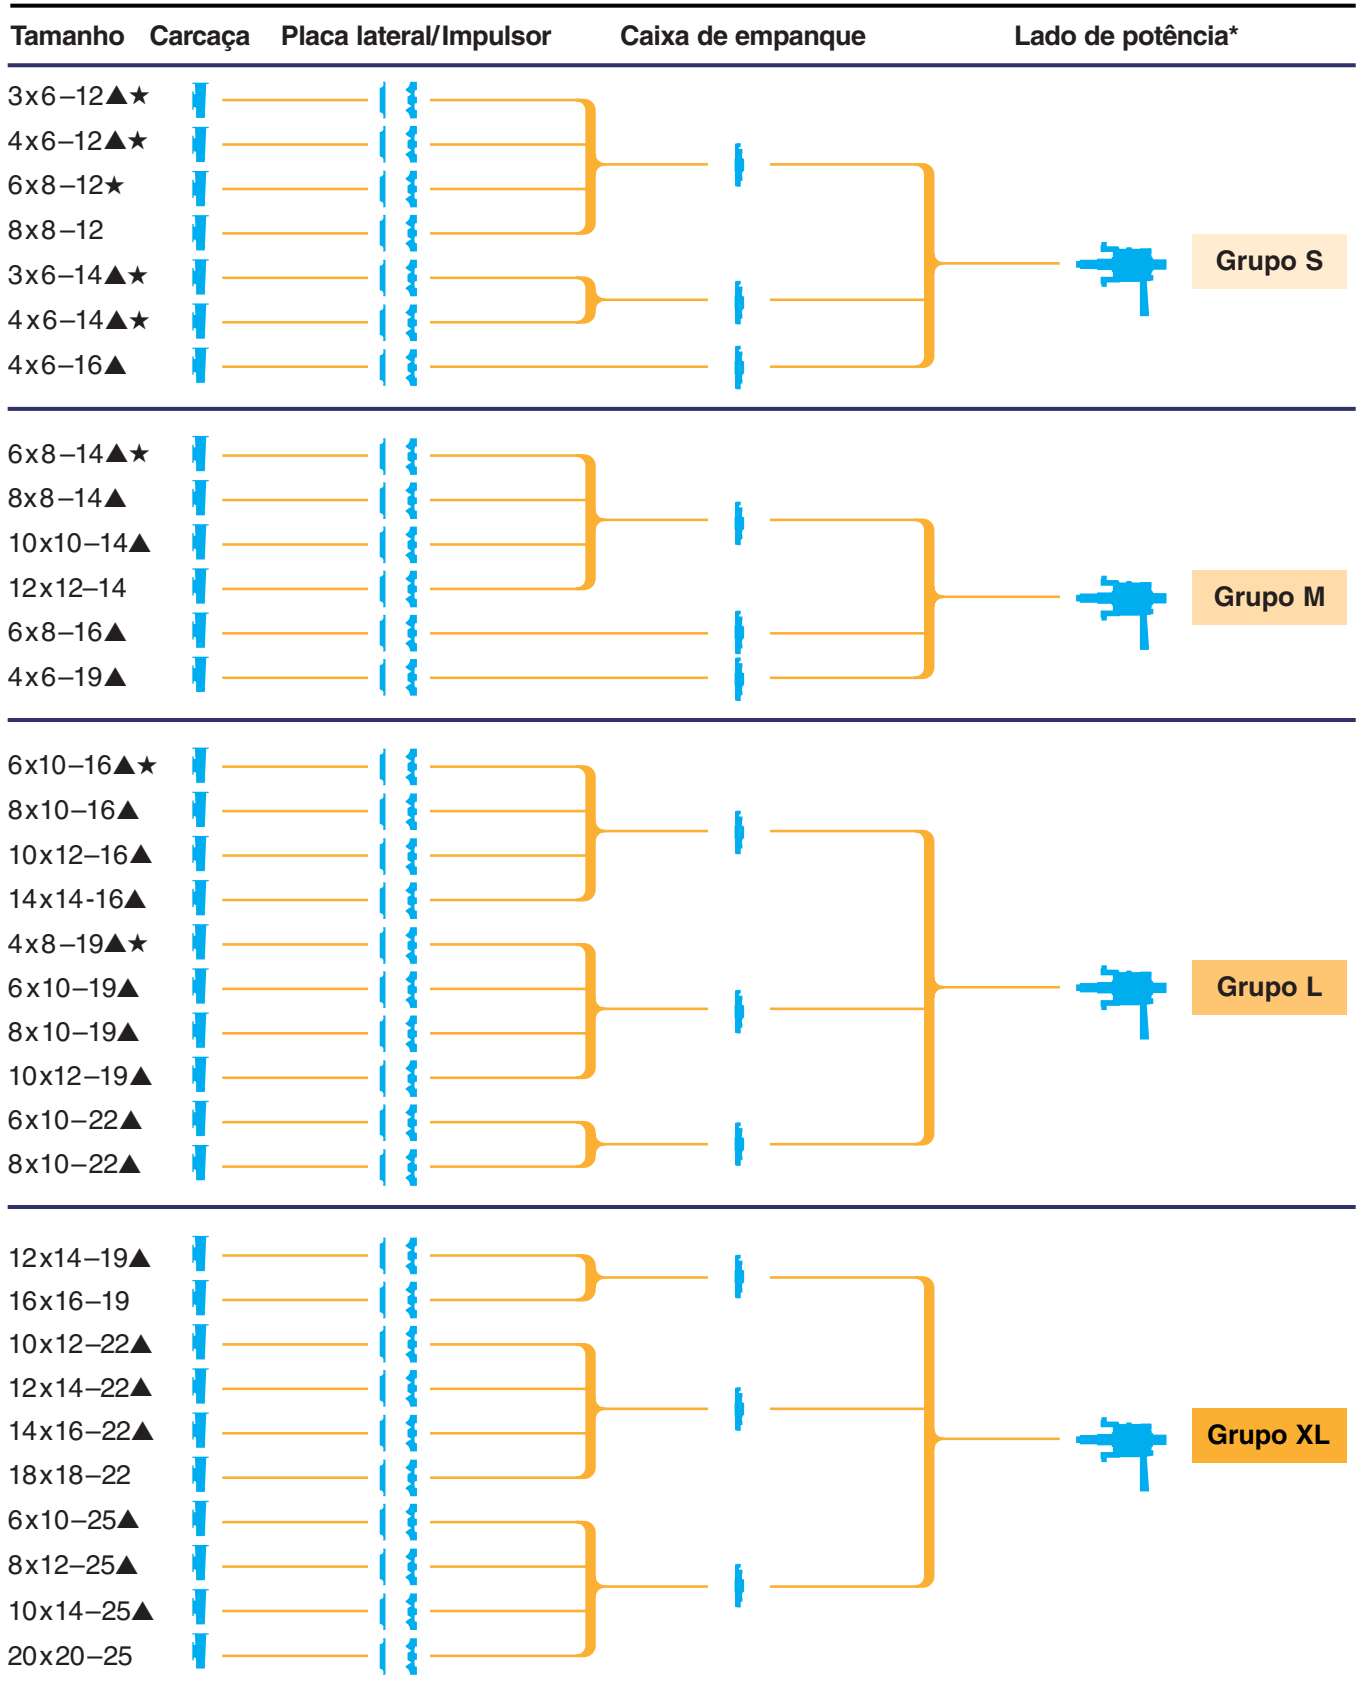 Tamanho Carcaça Placa lateral/Impulsor Caixa de empanque Lado de potência*
3x6–12▲★
4x6–12▲★
6x8–12★
8x8–12
3x6–14▲★
4x6–14▲★
4x6–16▲
Grupo S
6x8–14▲★
8x8–14▲
10x10–14▲
12x12–14
6x8–16▲
4x6–19▲
Grupo M
6x10–16▲★
8x10–16▲
10x12–16▲
14x14-16▲
4x8–19▲★
6x10–19▲
8x10–19▲
10x12–19▲
6x10–22▲
8x10–22▲
Grupo L
12x14–19▲
16x16–19
10x12–22▲
12x14–22▲
14x16–22▲
18x18–22
6x10–25▲
8x12–25▲
10x14–25▲
20x20–25
Grupo XL